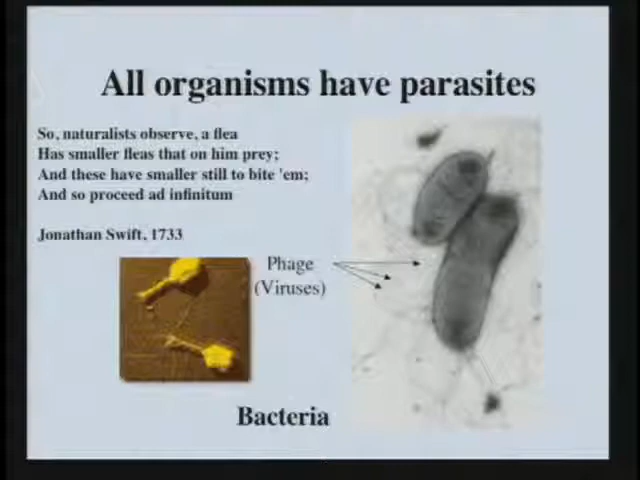 All organisms have parasites
So, naturalists observe, a flea
Has smaller fleas that on him prey;
And these have smaller still to bite 'em;
And so proceed ad infinitum
Jonathan Swift, 1733
Phage
(Viruses)
Bacteria